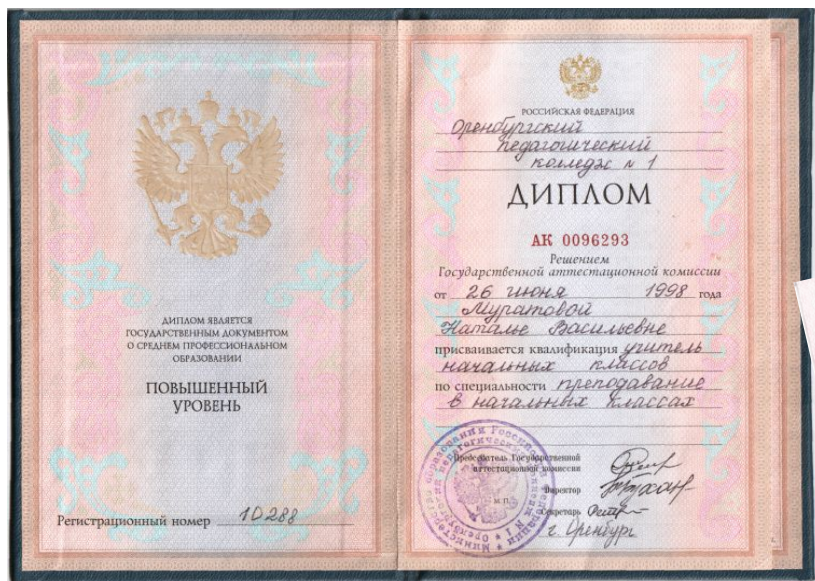 ДИПЛОМ ЯВЛЯЕТСЯ
ГОСУДАРСТВЕННЫМ ДОКУМЕНТОМ
О СРЕДНЕМ ПРОФЕССИОНАЛЬНОМ
ОБРАЗОВАНИИ
ПОВЫШЕННЫЙ
УРОВЕНЬ
Регистрационный номер 10288
РОССИЙСКАЯ ФЕДЕРАЦИЯ
Оренбургский
педагогический
колледж № 1
ДИПЛОМ
АК 0096293
Решением
Государственной аттестационной комиссии
от 26 июня 1998 года
Муратовой
Наталье Васильевне
присваивается квалификация учитель
начальных классов
по специальности преподавание
в начальных классах
Председатель Государственной
аттестационной комиссии
Директор
М.П.
Секретарь
г. Оренбург